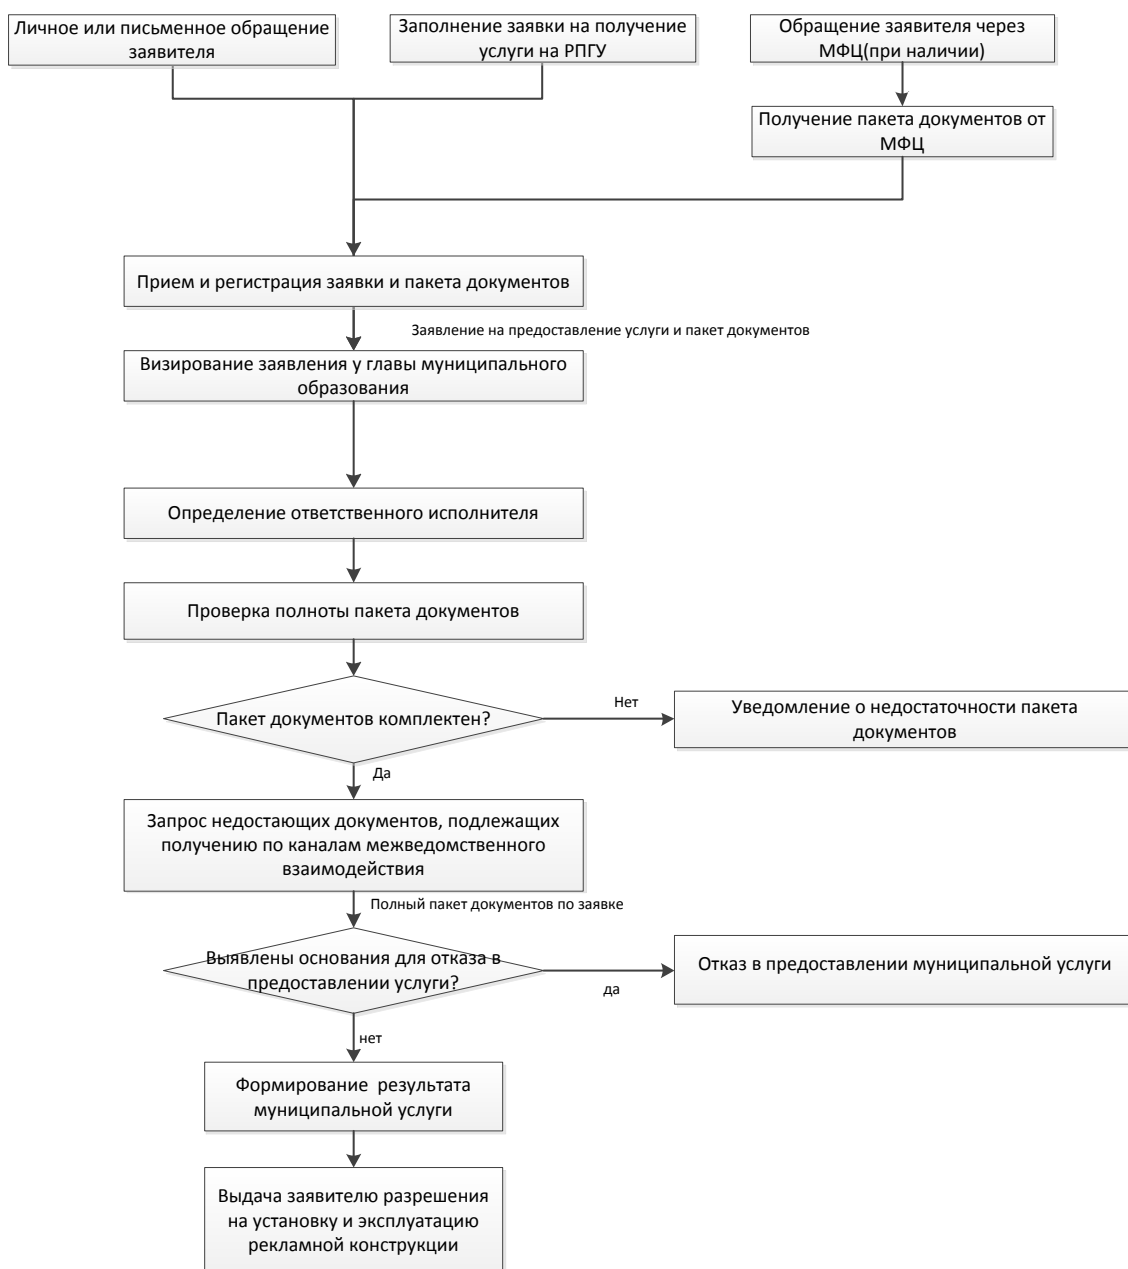 Личное или письменное обращение
заявителя
Заполнение заявки на получение
услуги на РПГУ
Обращение заявителя через
МФЦ(при наличии)
Получение пакета документов от
МФЦ
Прием и регистрация заявки и пакета документов
Заявление на предоставление услуги и пакет документов
Визирование заявления у главы муниципального
образования
Определение ответственного исполнителя
Проверка полноты пакета документов
Пакет документов комплектен?
Нет
Уведомление о недостаточности пакета
документов
Да
Запрос недостающих документов, подлежащих
получению по каналам межведомственного
взаимодействия
Полный пакет документов по заявке
Выявлены основания для отказа в
предоставлении услуги?
да
Отказ в предоставлении муниципальной услуги
нет
Формирование  результата
муниципальной услуги
Выдача заявителю разрешения
на установку и эксплуатацию
рекламной конструкции